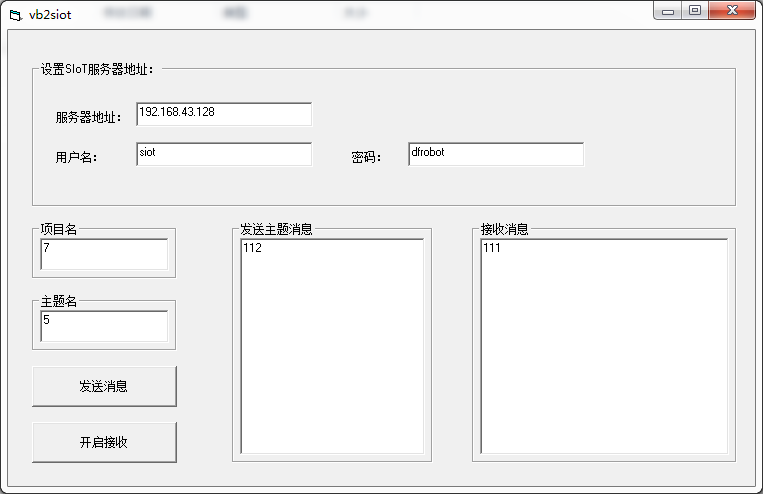 vb2siot
设置SIoT服务器地址：
服务器地址： 192.168.43.128
用户名： siot 密码： dfrobot
项目名
7
主题名
5
发送消息
开启接收
发送主题消息
112
接收消息
111